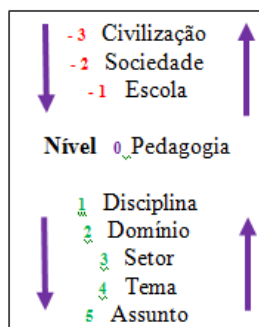 - 3 Civilização
- 2 Sociedade
- 1 Escola
Nível 0 Pedagogia
1 Disciplina
2 Domínio
3 Setor
4 Tema
5 Assunto